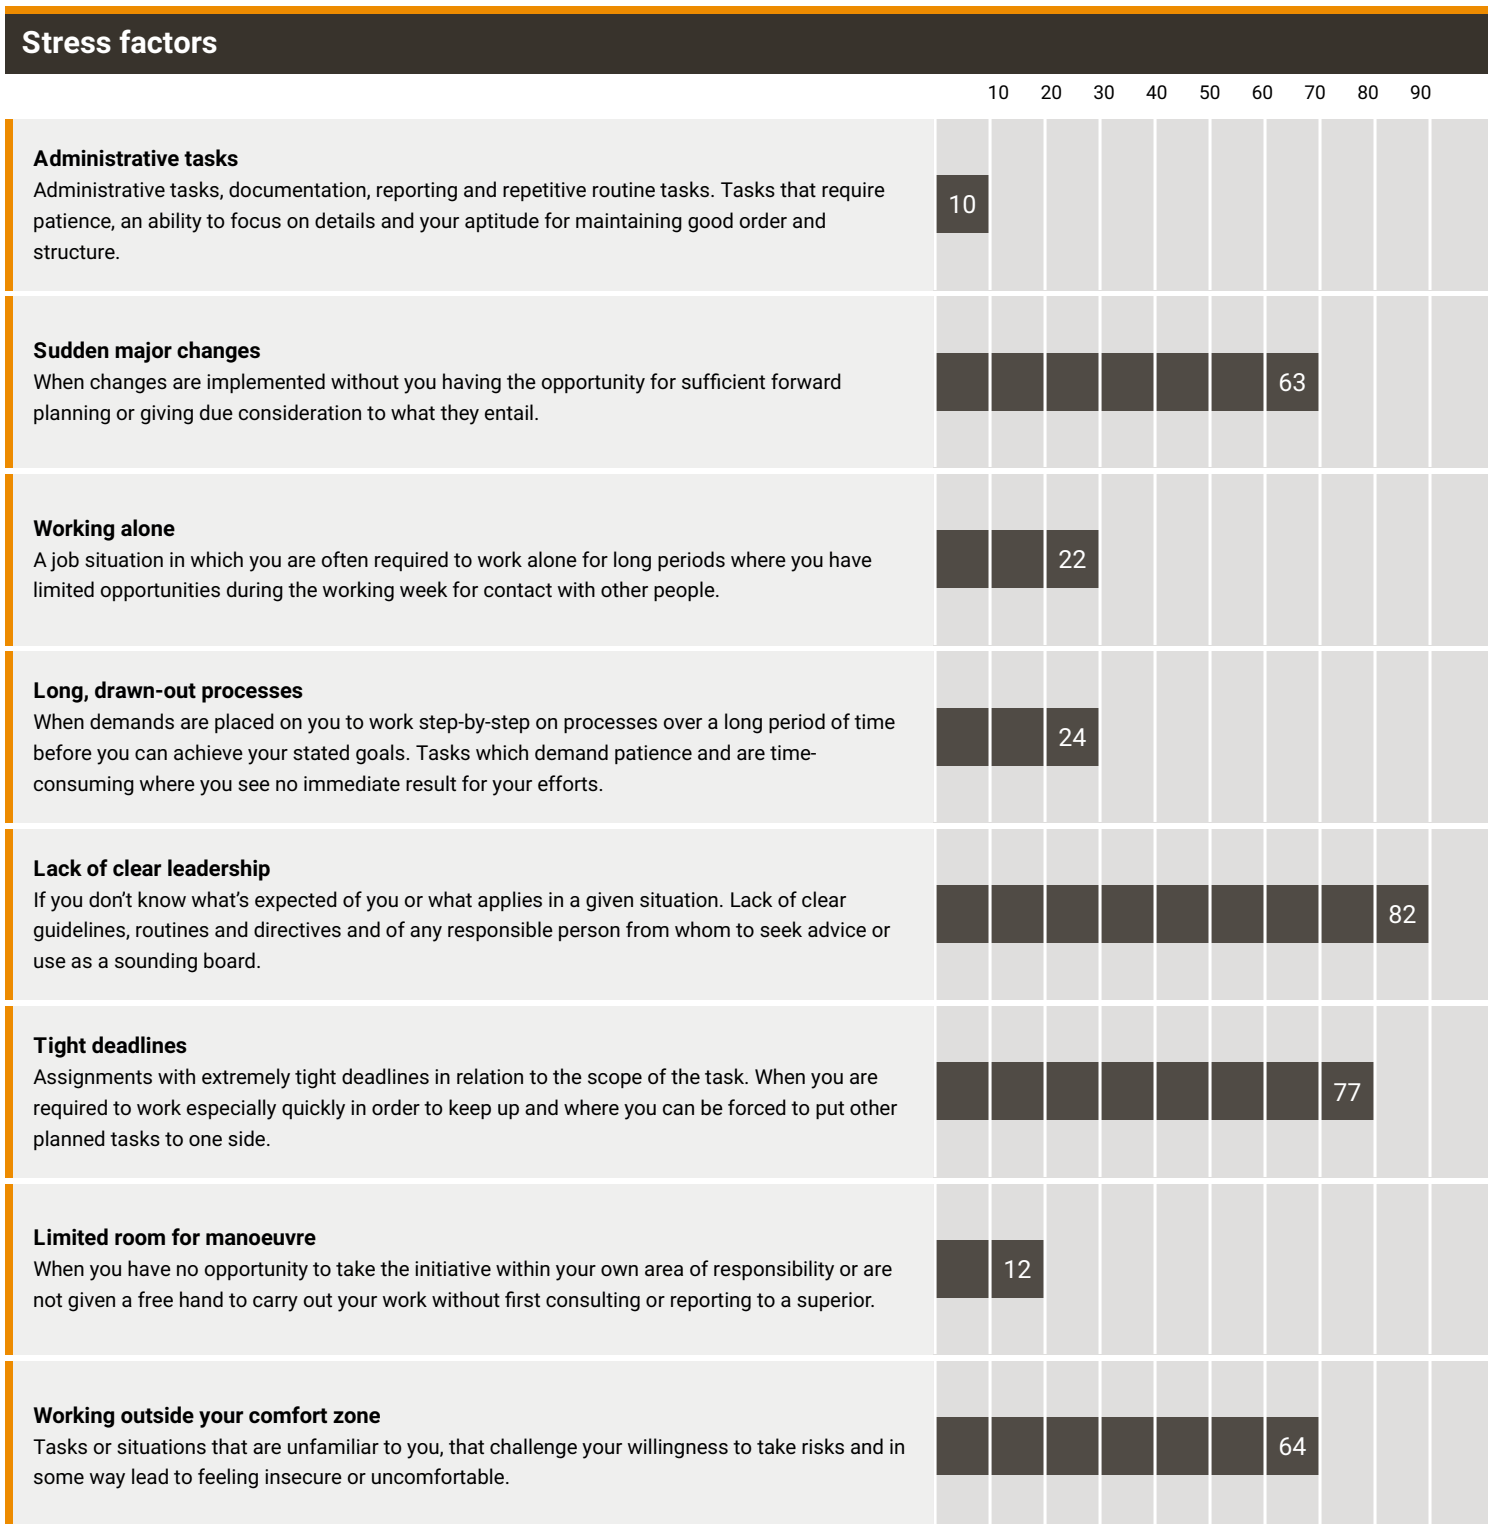 Stress factors
10 20 30 40 50 60 70 80 90
Administrative tasks
Administrative tasks, documentation, reporting and repetitive routine tasks. Tasks that require
patience, an ability to focus on details and your aptitude for maintaining good order and
structure.
10
Sudden major changes
When changes are implemented without you having the opportunity for sufficient forward
planning or giving due consideration to what they entail.
63
Working alone
A job situation in which you are often required to work alone for long periods where you have
limited opportunities during the working week for contact with other people.
22
Long, drawn-out processes
When demands are placed on you to work step-by-step on processes over a long period of time
before you can achieve your stated goals. Tasks which demand patience and are time-
consuming where you see no immediate result for your efforts.
24
Lack of clear leadership
If you don’t know what’s expected of you or what applies in a given situation. Lack of clear
guidelines, routines and directives and of any responsible person from whom to seek advice or
use as a sounding board.
82
Tight deadlines
Assignments with extremely tight deadlines in relation to the scope of the task. When you are
required to work especially quickly in order to keep up and where you can be forced to put other
planned tasks to one side.
77
Limited room for manoeuvre
When you have no opportunity to take the initiative within your own area of responsibility or are
not given a free hand to carry out your work without first consulting or reporting to a superior.
12
Working outside your comfort zone
Tasks or situations that are unfamiliar to you, that challenge your willingness to take risks and in
some way lead to feeling insecure or uncomfortable.
64